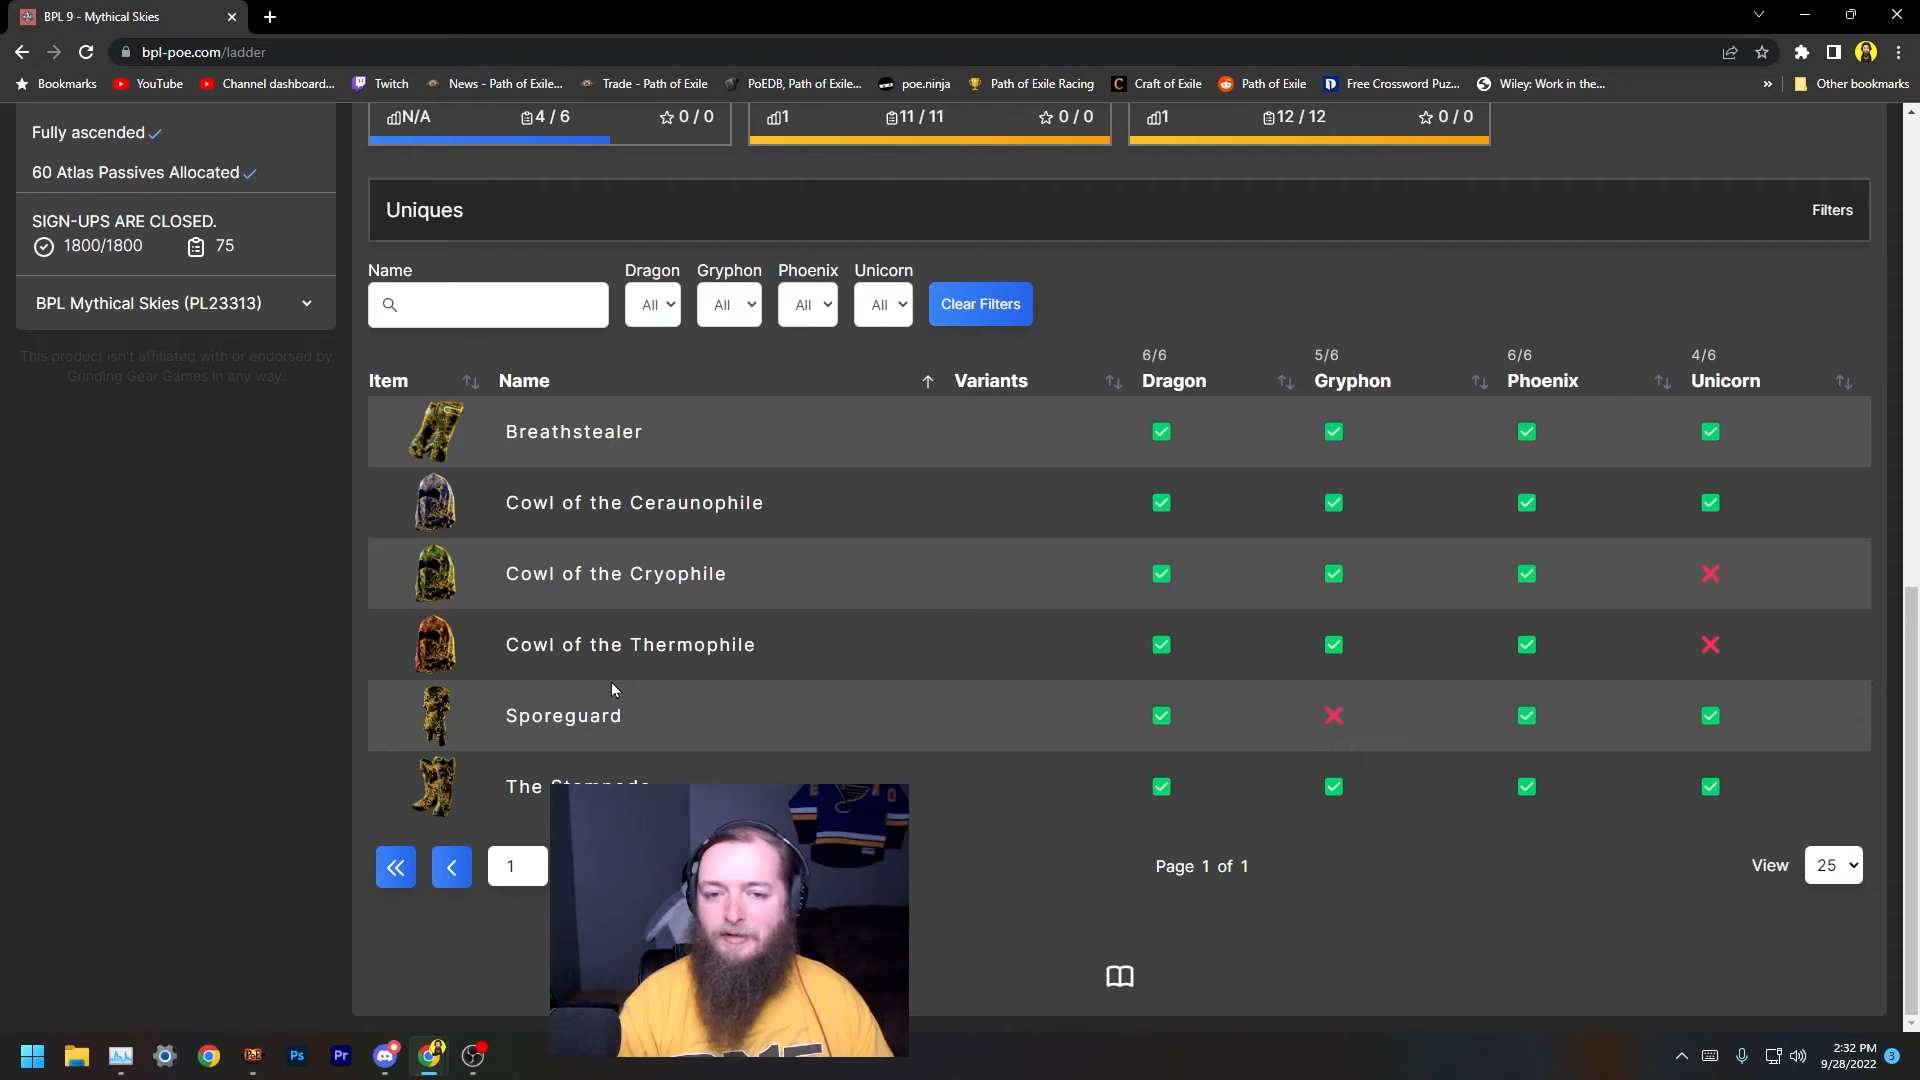 BPL 9 - Mythical Skies
bpl-poe.com/ladder
Bookmarks YouTube Channel dashboard... Twitch News - Path of Exile... Trade - Path of Exile PoEDB, Path of Exile... poe.ninja Path of Exile Racing Craft of Exile Path of Exile Free Crossword Puz... Wiley: Work in the... » Other bookmarks
N/A 4 / 6 0 / 0 1 11 / 11 0 / 0 1 12 / 12 0 / 0
Fully ascended
60 Atlas Passives Allocated
SIGN-UPS ARE CLOSED.
1800/1800 75
BPL Mythical Skies (PL23313)
This product isn't affiliated with or endorsed by
Grinding Gear Games in any way.
Uniques Filters
Name Dragon Gryphon Phoenix Unicorn
All All All All Clear Filters
6/6 5/6 6/6 4/6
Item Name Variants Dragon Gryphon Phoenix Unicorn
Breathstealer
Cowl of the Ceraunophile
Cowl of the Cryophile
Cowl of the Thermophile
Sporeguard
The
1 Page 1 of 1 View 25
2:32 PM
9/28/2022 3